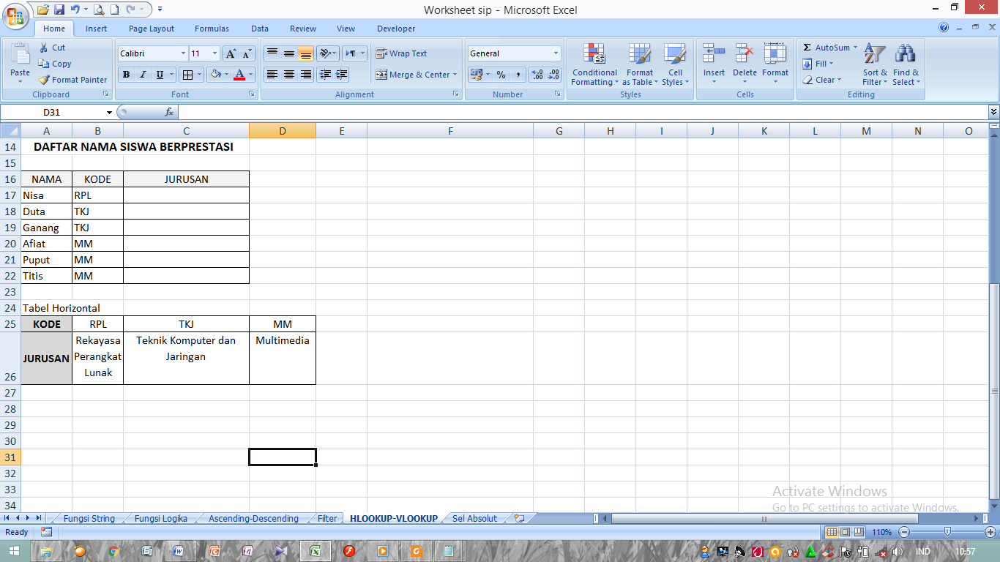 Worksheet sip - Microsoft Excel
Home Insert Page Layout Formulas Data Review View Developer
Paste
Cut
Copy
Format Painter
Clipboard
Calibri 11
B I U
Font
Wrap Text
Merge & Center
Alignment
General
% ,
Number
Conditional Formatting
Format as Table
Cell Styles
Styles
Insert Delete Format
Cells
Σ AutoSum
Fill
Clear
Sort & Filter
Find & Select
Editing
D31 fx
A B C D E F G H I J K L M N O
14 DAFTAR NAMA SISWA BERPRESTASI
15
16 NAMA KODE JURUSAN
17 Nisa RPL
18 Duta TKJ
19 Ganang TKJ
20 Afiat MM
21 Puput MM
22 Titis MM
23
24 Tabel Horizontal
25 KODE RPL TKJ MM
26 JURUSAN Rekayasa Perangkat Lunak Teknik Komputer dan Jaringan Multimedia
27
28
29
30
31
32
33
34
Activate Windows
Go to PC settings to activate Windows.
Fungsi String Fungsi Logika Ascending-Descending Filter HLOOKUP-VLOOKUP Sel Absolut
Ready 110%
IND 10:57